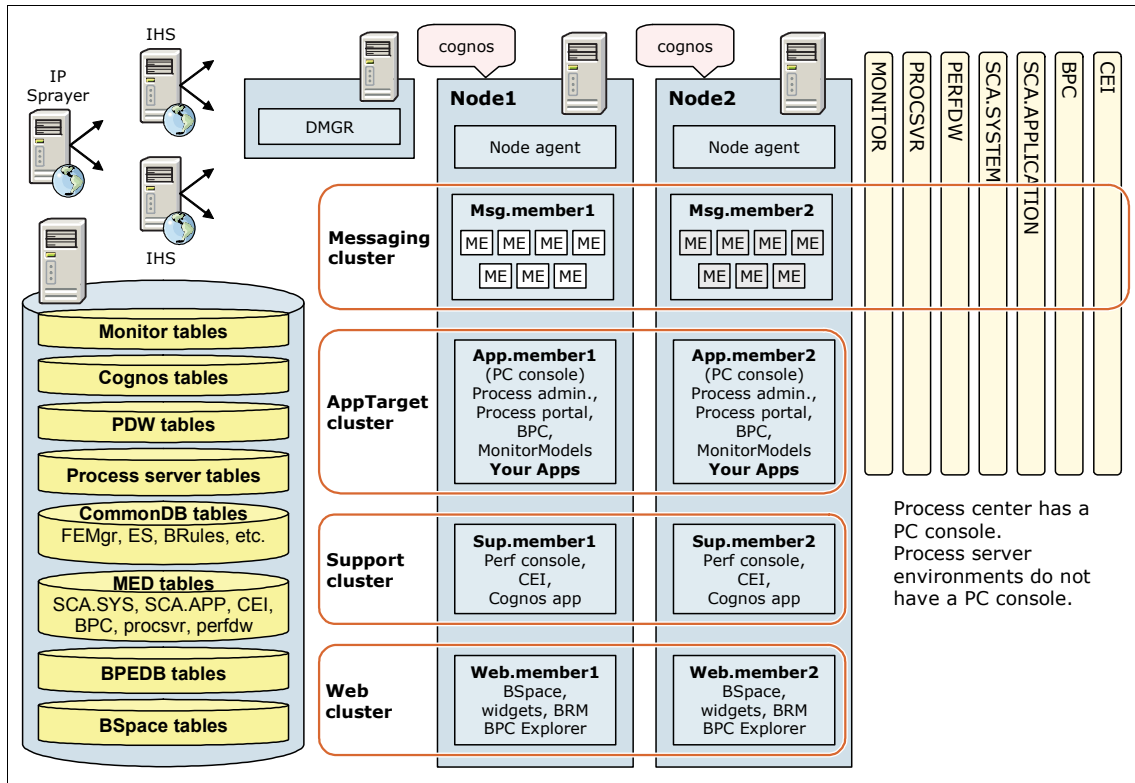 IHS
IP
Sprayer
IHS
DMGR
cognos
cognos
Node1
Node agent
Node2
Node agent
MONITOR
PROCSVR
PERFDW
SCA.SYSTEM
SCA.APPLICATION
BPC
CEI
Messaging
cluster
Msg.member1
ME ME ME ME
ME ME ME
Msg.member2
ME ME ME ME
ME ME ME
AppTarget
cluster
App.member1
(PC console)
Process admin.,
Process portal,
BPC,
MonitorModels
Your Apps
App.member2
(PC console)
Process admin.,
Process portal,
BPC,
MonitorModels
Your Apps
Support
cluster
Sup.member1
Perf console,
CEI,
Cognos app
Sup.member2
Perf console,
CEI,
Cognos app
Web
cluster
Web.member1
BSpace,
widgets, BRM
BPC Explorer
Web.member2
BSpace,
widgets, BRM
BPC Explorer
Monitor tables
Cognos tables
PDW tables
Process server tables
CommonDB tables
FEMgr, ES, BRules, etc.
MED tables
SCA.SYS, SCA.APP, CEI,
BPC, procsvr, perfdw
BPEDB tables
BSpace tables
Process center has a
PC console.
Process server
environments do not
have a PC console.